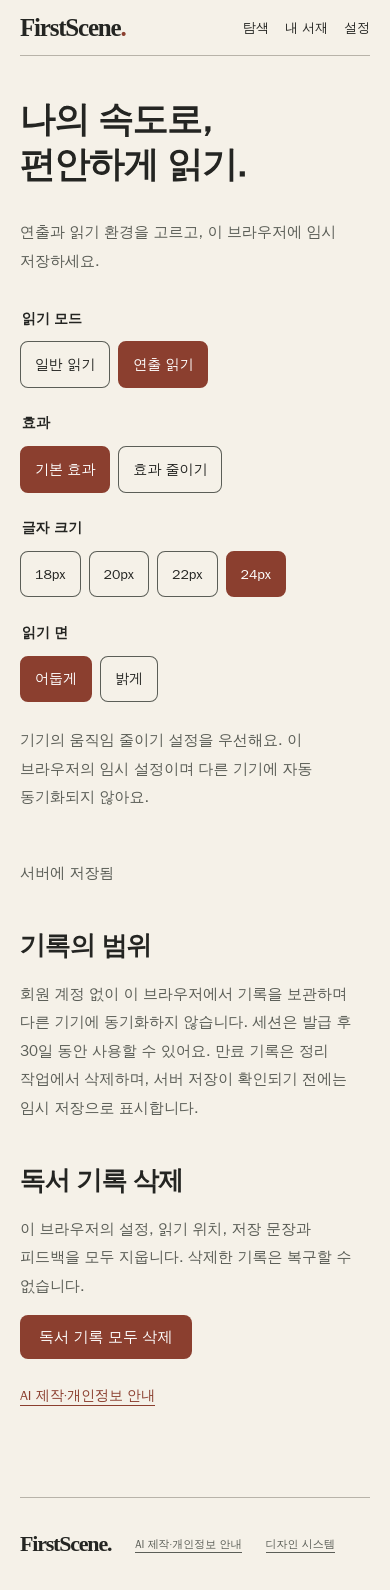 FirstScene.
탐색 내 서재 설정
나의 속도로,
편안하게 읽기.
연출과 읽기 환경을 고르고, 이 브라우저에 임시
저장하세요.
읽기 모드
일반 읽기 연출 읽기
효과
기본 효과 효과 줄이기
글자 크기
18px 20px 22px 24px
읽기 면
어둡게 밝게
기기의 움직임 줄이기 설정을 우선해요. 이
브라우저의 임시 설정이며 다른 기기에 자동
동기화되지 않아요.
서버에 저장됨
기록의 범위
회원 계정 없이 이 브라우저에서 기록을 보관하며
다른 기기에 동기화하지 않습니다. 세션은 발급 후
30일 동안 사용할 수 있어요. 만료 기록은 정리
작업에서 삭제하며, 서버 저장이 확인되기 전에는
임시 저장으로 표시합니다.
독서 기록 삭제
이 브라우저의 설정, 읽기 위치, 저장 문장과
피드백을 모두 지웁니다. 삭제한 기록은 복구할 수
없습니다.
독서 기록 모두 삭제
AI 제작·개인정보 안내
FirstScene. AI 제작·개인정보 안내 디자인 시스템